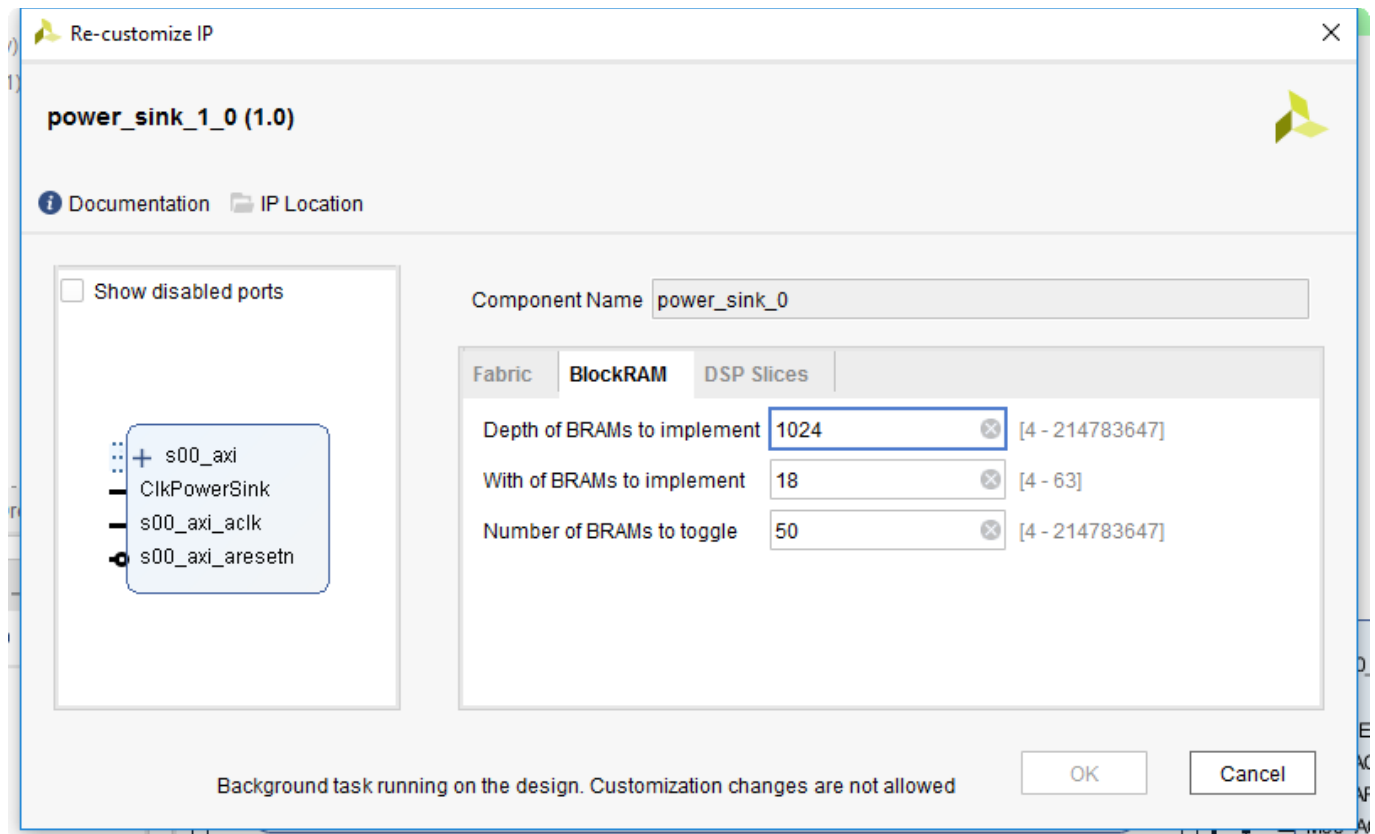 Re-customize IP
power_sink_1_0 (1.0)
Documentation IP Location
Show disabled ports
s00_axi
ClkPowerSink
s00_axi_aclk
s00_axi_aresetn
Component Name power_sink_0
Fabric BlockRAM DSP Slices
Depth of BRAMs to implement 1024 [4 - 214783647]
With of BRAMs to implement 18 [4 - 63]
Number of BRAMs to toggle 50 [4 - 214783647]
Background task running on the design. Customization changes are not allowed
OK Cancel